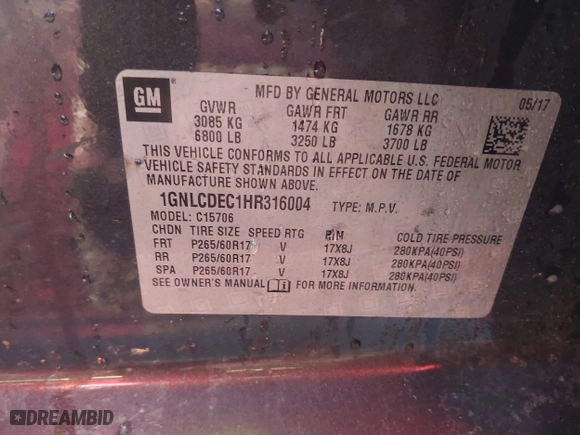 GM
MFD BY GENERAL MOTORS LLC
05/17
GVWR GAWR FRT GAWR RR
3085 KG 1474 KG 1678 KG
6800 LB 3250 LB 3700 LB
THIS VEHICLE CONFORMS TO ALL APPLICABLE U.S. FEDERAL MOTOR
VEHICLE SAFETY STANDARDS IN EFFECT ON THE DATE OF
MANUFACTURE SHOWN ABOVE.
1GNLCDEC1HR316004 TYPE: M.P.V.
MODEL: C15706
CHDN TIRE SIZE SPEED RTG RIM COLD TIRE PRESSURE
FRT P265/60R17 V 17X8J 280KPA(40PSI)
RR P265/60R17 V 17X8J 280KPA(40PSI)
SPA P265/60R17 V 17X8J 280KPA(40PSI)
SEE OWNER'S MANUAL FOR MORE INFORMATION.
DREAMBID